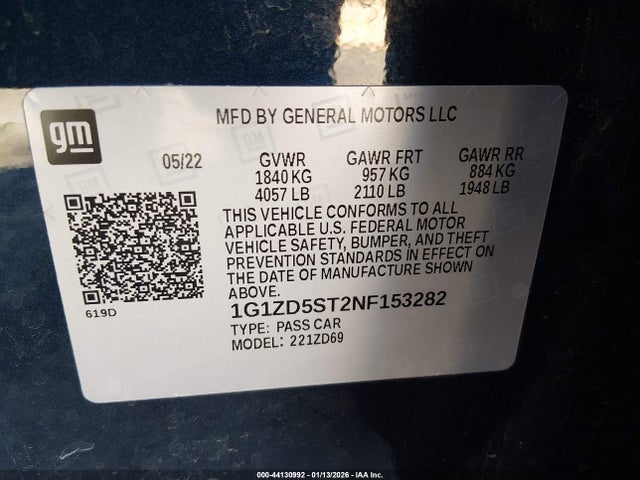 gm
MFD BY GENERAL MOTORS LLC
05/22 GVWR GAWR FRT GAWR RR
1840 KG 957 KG 884 KG
4057 LB 2110 LB 1948 LB
THIS VEHICLE CONFORMS TO ALL
APPLICABLE U.S. FEDERAL MOTOR
VEHICLE SAFETY, BUMPER, AND THEFT
PREVENTION STANDARDS IN EFFECT ON
THE DATE OF MANUFACTURE SHOWN
ABOVE.
619D
1G1ZD5ST2NF153282
TYPE: PASS CAR
MODEL: 221ZD69
000-44130992 - 01/13/2026 - IAA Inc.